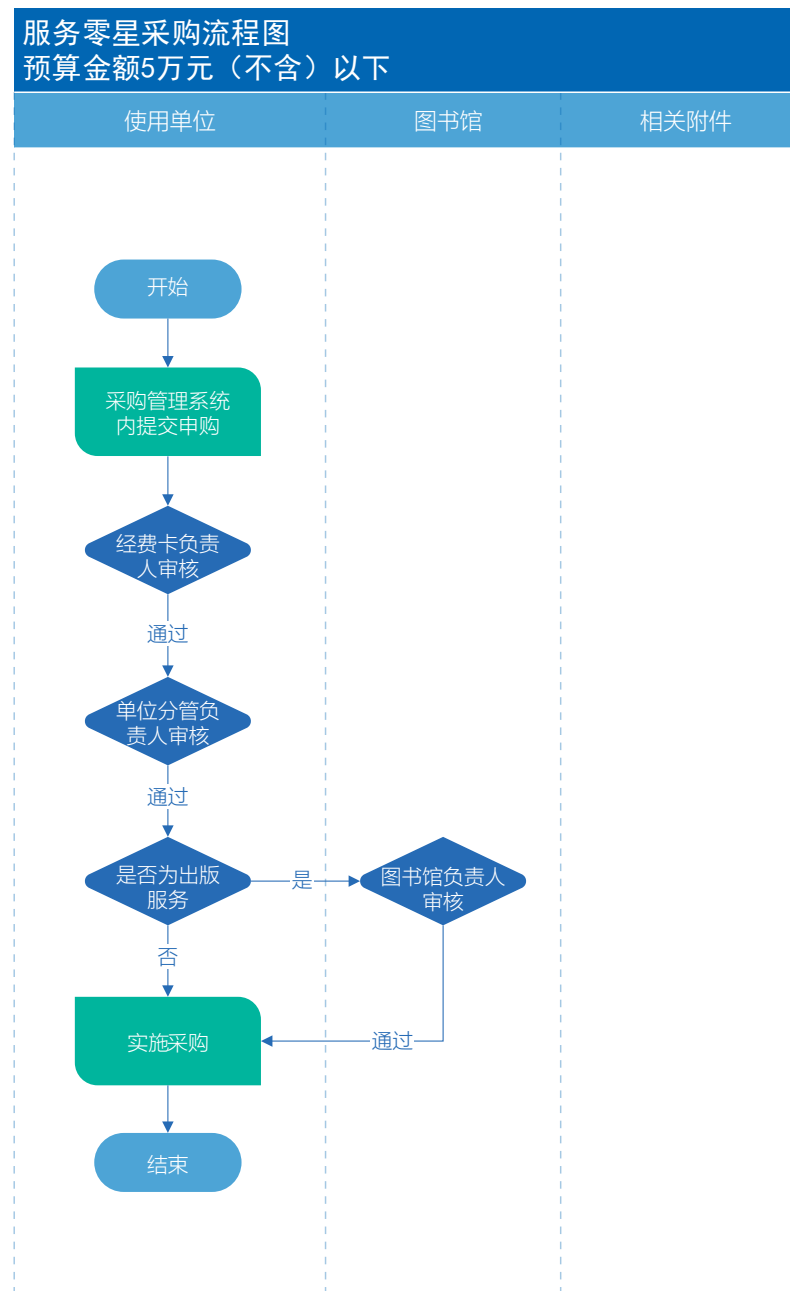 服务零星采购流程图
预算金额5万元（不含）以下
使用单位
图书馆
相关附件
开始
采购管理系统
内提交申购
经费卡负责
人审核
通过
单位分管负
责人审核
通过
是否为出版
服务
是
图书馆负责人
审核
否
实施采购
通过
结束